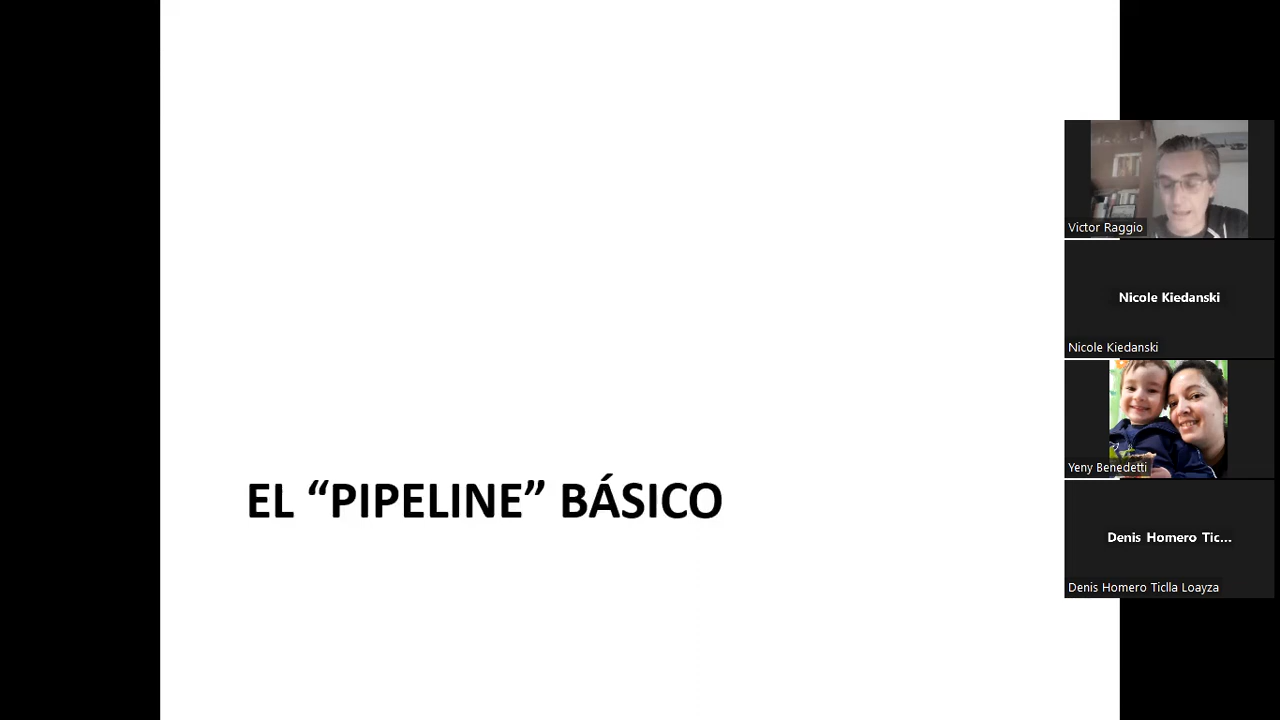 EL “PIPELINE” BÁSICO
Victor Raggio
Nicole Kiedanski
Nicole Kiedanski
Yeny Benedetti
Denis Homero Tic...
Denis Homero Ticlla Loayza